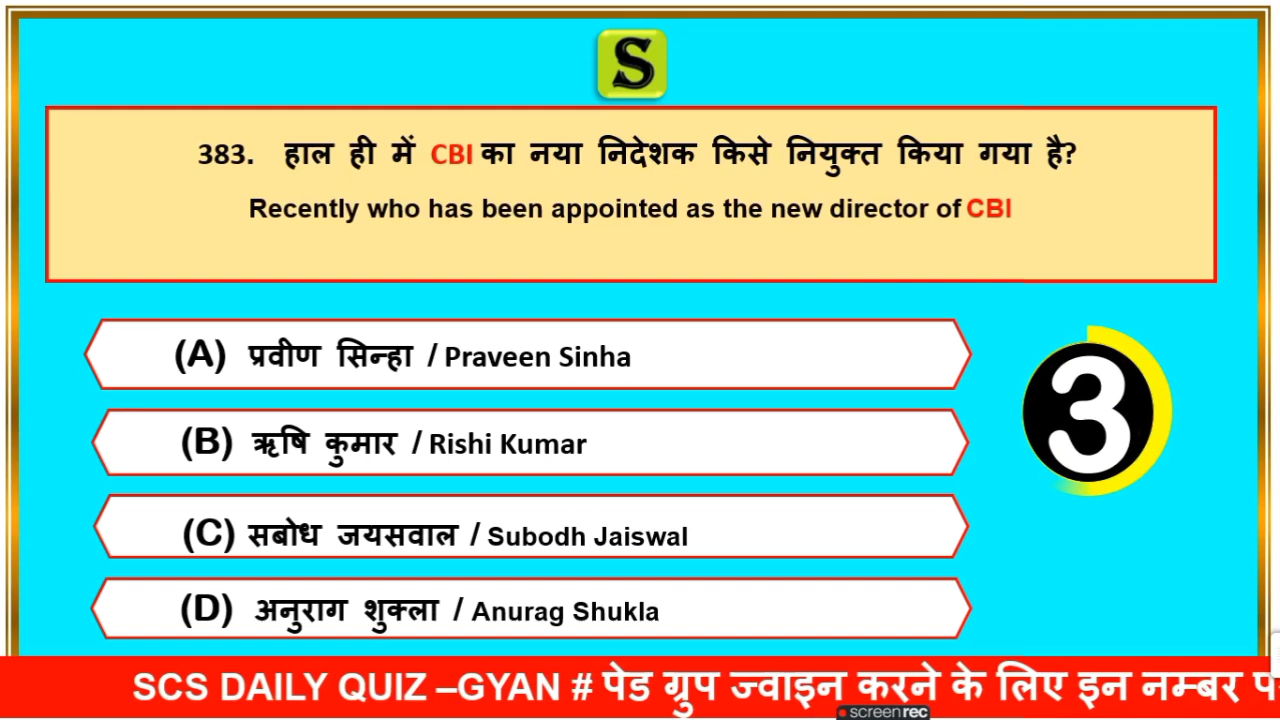 S
383. हाल ही में CBI का नया निदेशक किसे नियुक्त किया गया है?
Recently who has been appointed as the new director of CBI
(A) प्रवीण सिन्हा / Praveen Sinha
(B) ऋषि कुमार / Rishi Kumar
3
(C) सबोध जयसवाल / Subodh Jaiswal
(D) अनुराग शुक्ला / Anurag Shukla
SCS DAILY QUIZ –GYAN # पेड ग्रुप ज्वाइन करने के लिए इन नम्बर प
screenrec